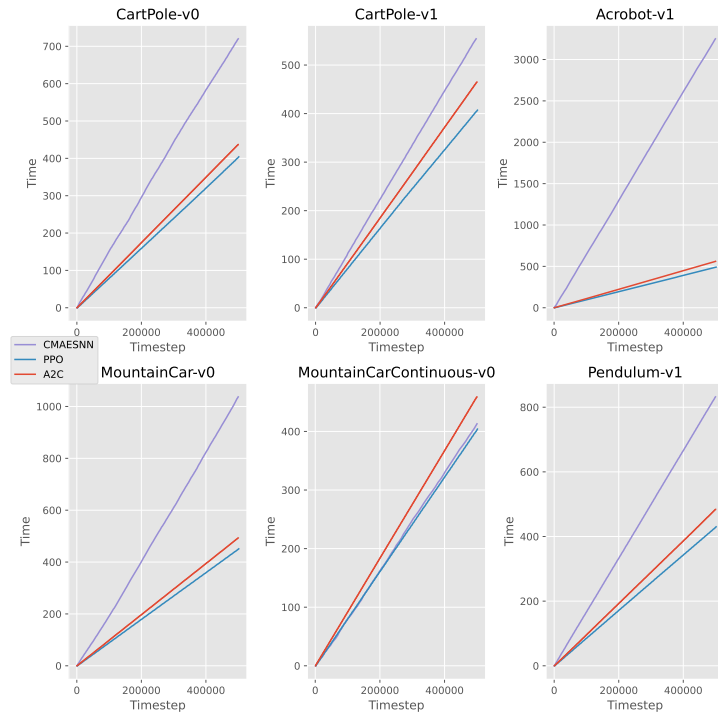 CartPole-v0
CartPole-v1
Acrobot-v1
700
600
500
400
300
200
100
0
Time
0
200000
400000
Timestep
500
400
300
200
100
0
Time
0
200000
400000
Timestep
3000
2500
2000
1500
1000
500
0
Time
0
200000
400000
Timestep
CMAESNN
PPO
A2C
MountainCar-v0
MountainCarContinuous-v0
Pendulum-v1
1000
800
600
400
200
0
Time
0
200000
400000
Timestep
400
300
200
100
0
Time
0
200000
400000
Timestep
800
600
400
200
0
Time
0
200000
400000
Timestep